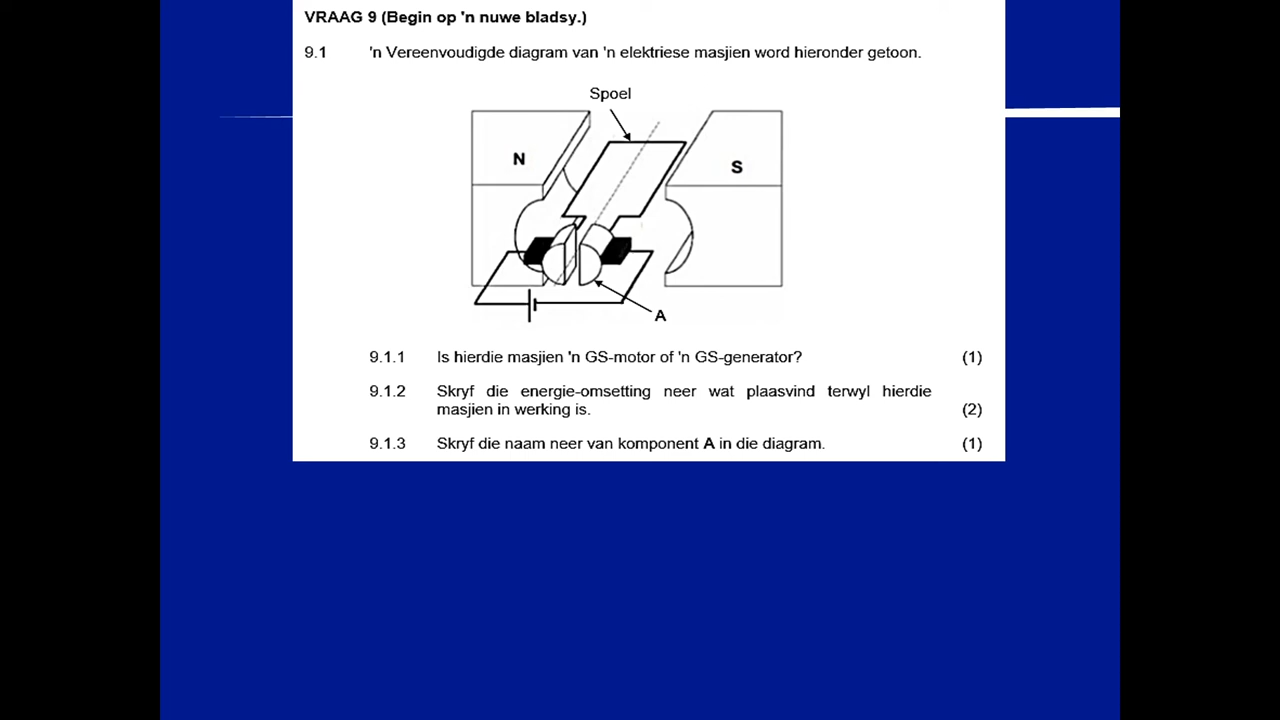 VRAAG 9 (Begin op 'n nuwe bladsy.)
9.1 'n Vereenvoudigde diagram van 'n elektriese masjien word hieronder getoon.
Spoel
N
S
A
9.1.1 Is hierdie masjien 'n GS-motor of 'n GS-generator? (1)
9.1.2 Skryf die energie-omsetting neer wat plaasvind terwyl hierdie
masjien in werking is. (2)
9.1.3 Skryf die naam neer van komponent A in die diagram. (1)